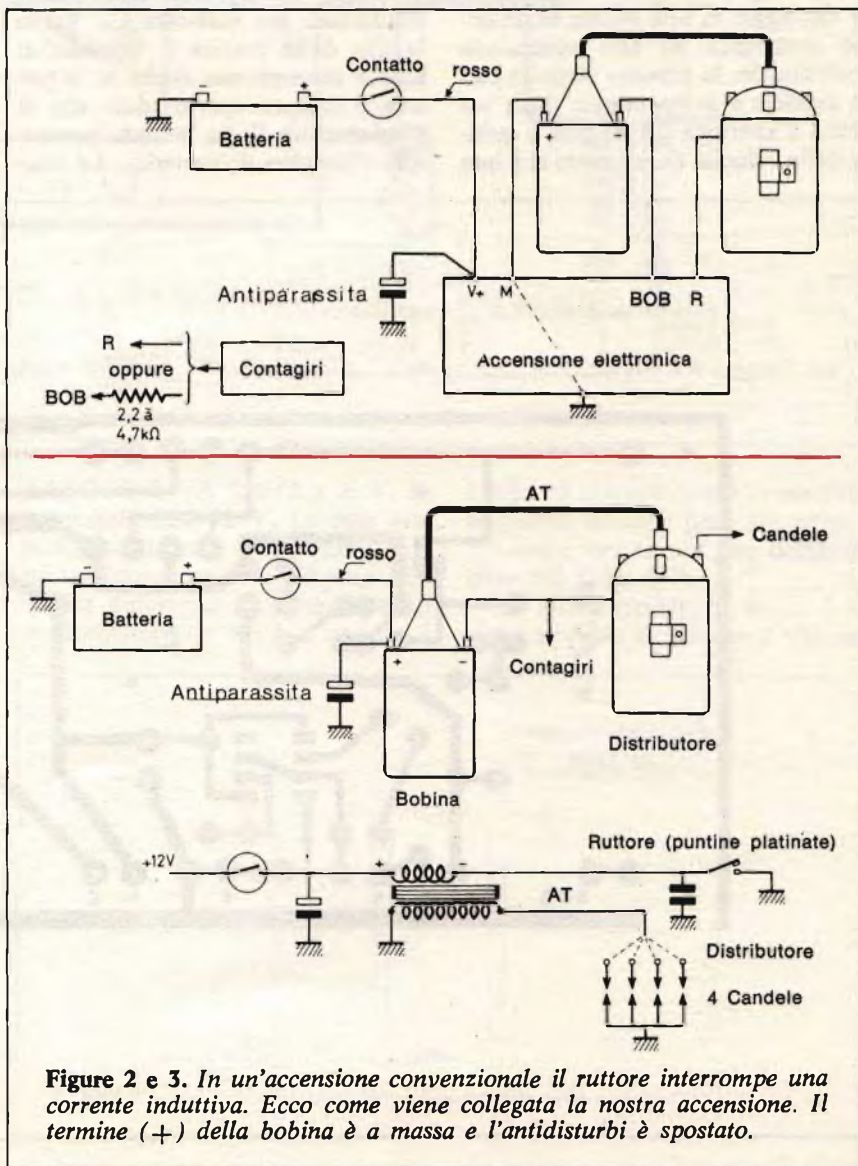 Contatto
rosso
- +
Batteria
+ -
Antiparassita
V+ M BOB R
Accensione elettronica
R
oppure
BOB
Contagiri
2,2 à
4,7kΩ
AT
Candele
Contatto
rosso
- +
Batteria
+ -
Contagiri
Antiparassita
Distributore
Bobina
Ruttore (puntine platinate)
+12V
+ -
AT
Distributore
4 Candele
Figure 2 e 3. In un'accensione convenzionale il ruttore interrompe una
corrente induttiva. Ecco come viene collegata la nostra accensione. Il
termine (+) della bobina è a massa e l'antidisturbi è spostato.